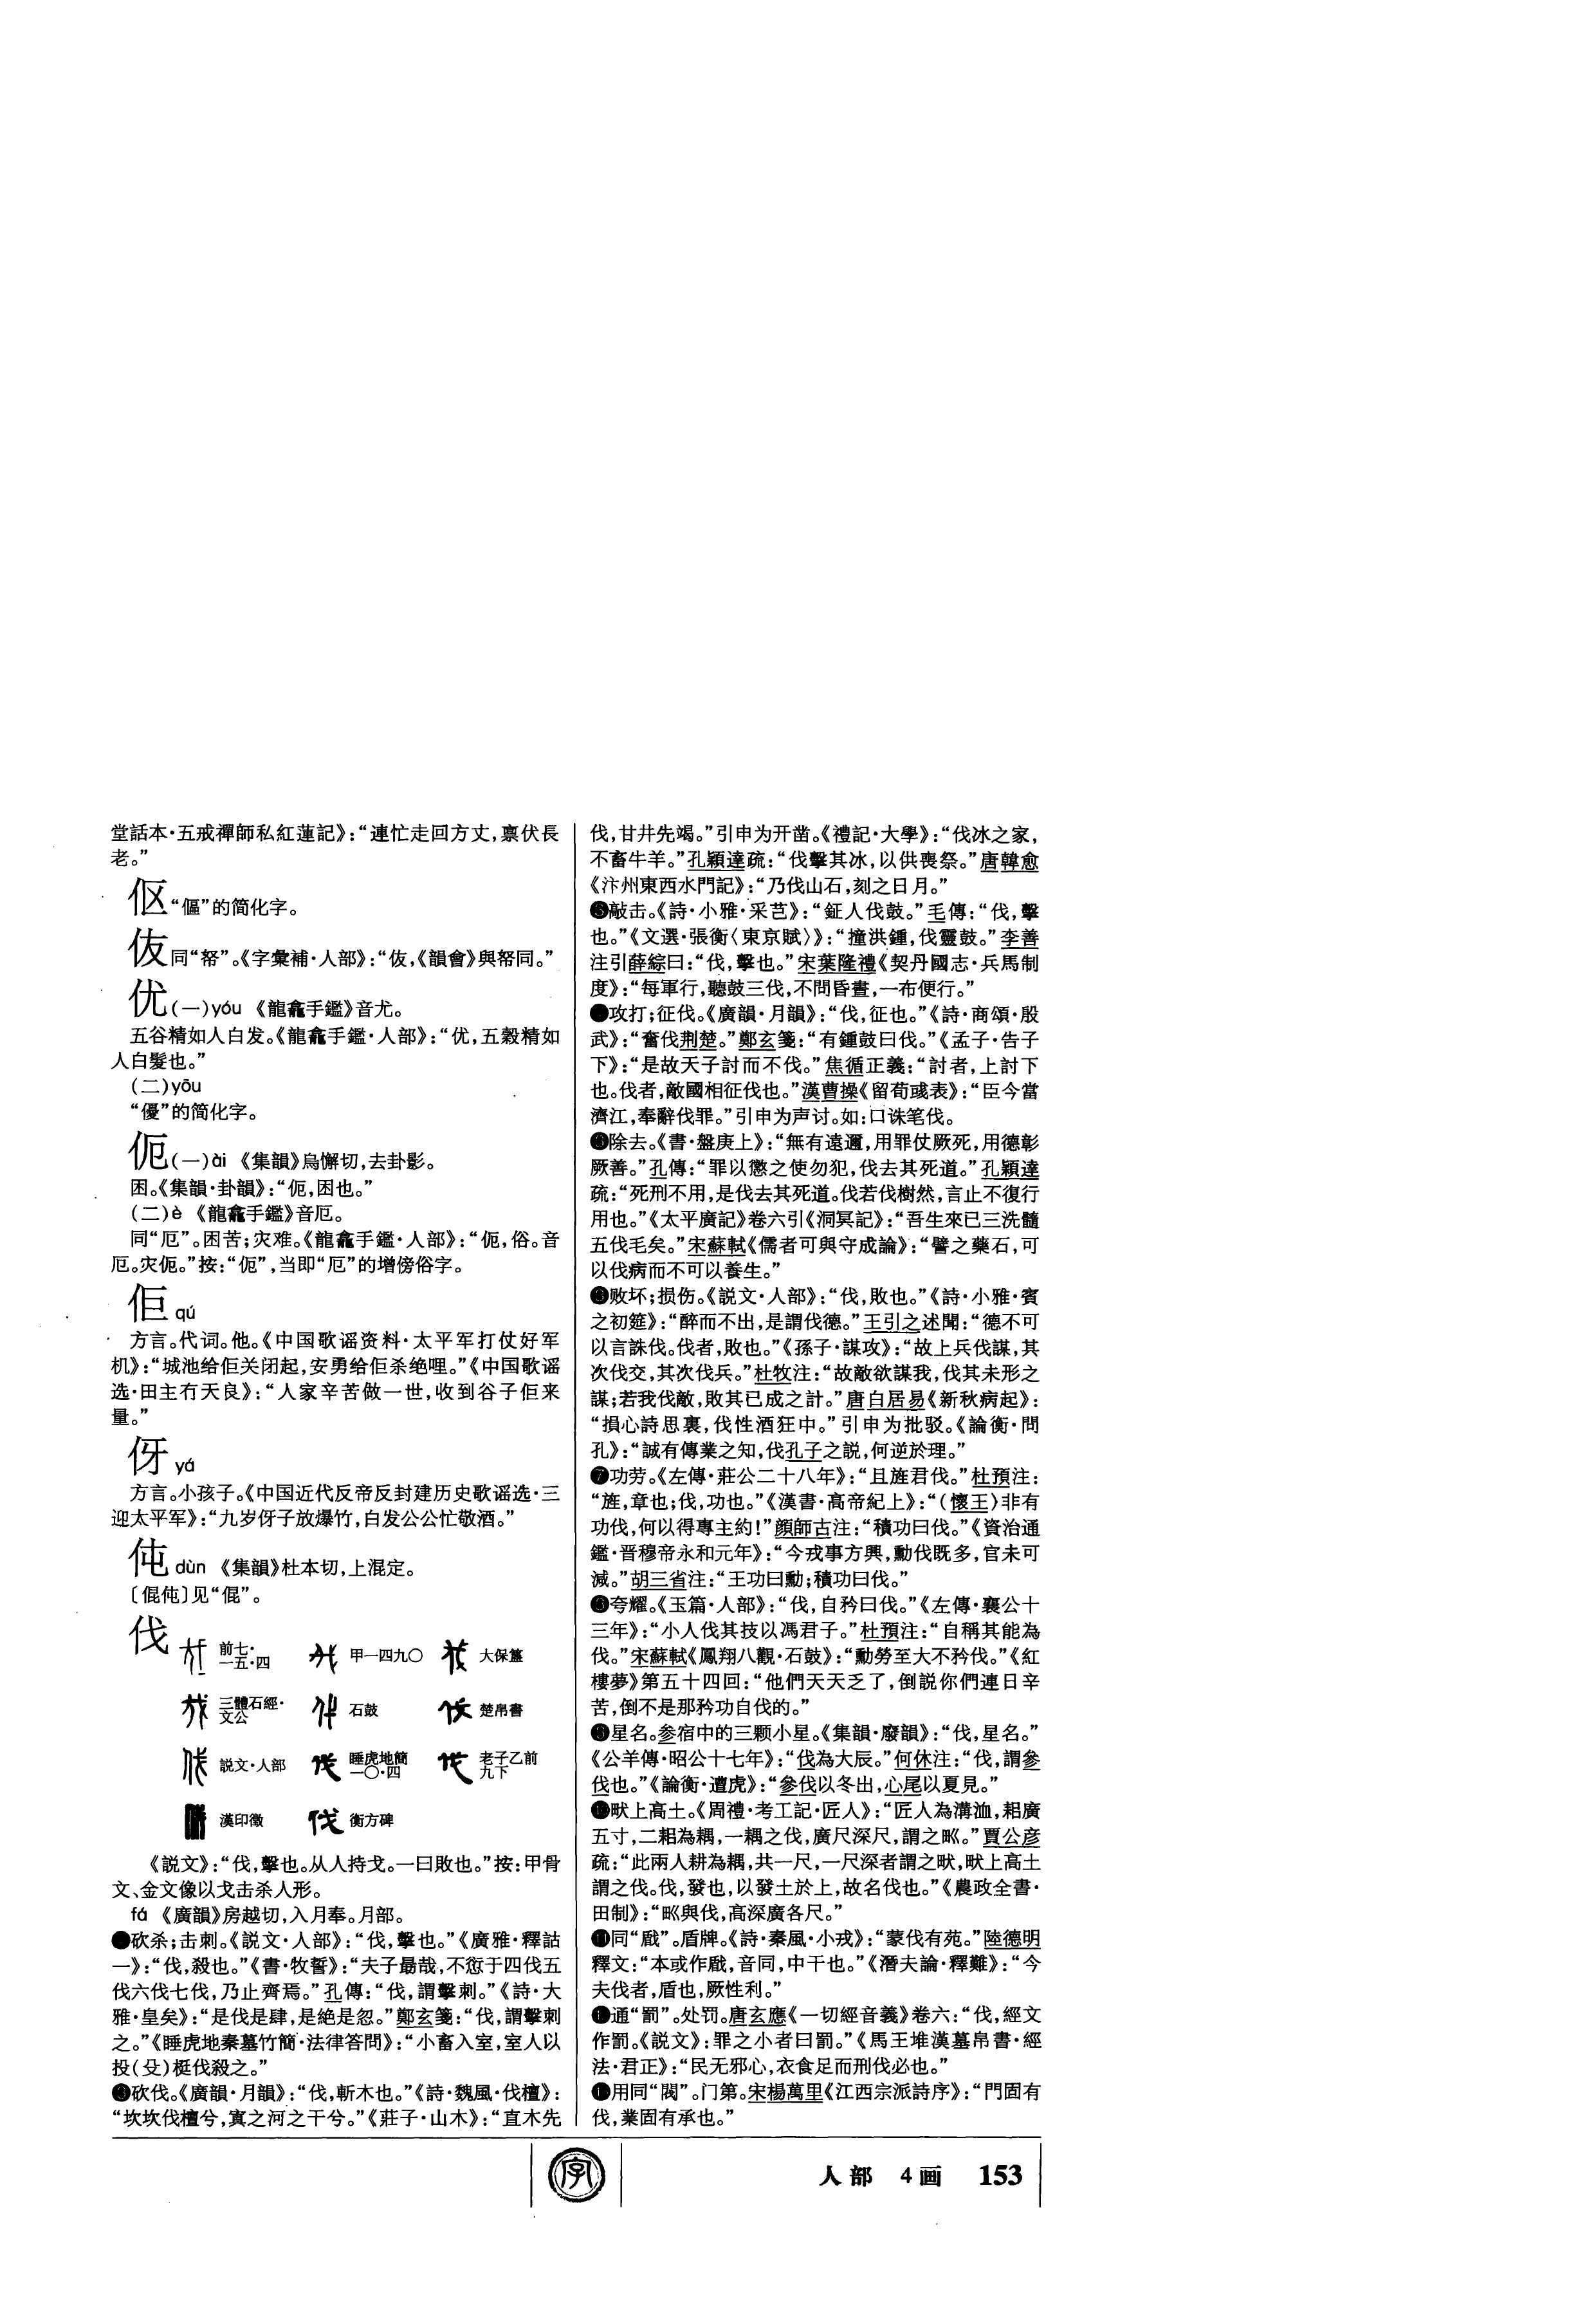 堂話本·五戒禪師私紅蓮記》：“連忙走回方丈，禀伏長
老。”
伛“傴”的简化字。
㑐同“帑”。《字彙補·人部》：“㑐，《韻會》與帑同。”
优(一)yóu 《龍龕手鑑》音尤。
五谷精如人白发。《龍龕手鑑·人部》：“优，五穀精如
人白髮也。”
(二)yōu
“優”的简化字。
伌(一)ài 《集韻》烏懈切，去卦影。
困。《集韻·卦韻》：“伌，困也。”
(二)è 《龍龕手鑑》音厄。
同“厄”。困苦；灾难。《龍龕手鑑·人部》：“伌，俗。音
厄。灾伌。”按：“伌”，当即“厄”的增傍俗字。
佢 qú
方言。代词。他。《中国歌谣资料·太平军打仗好军
机》：“城池给佢关闭起，安勇给佢杀绝哩。”《中国歌谣
选·田主冇天良》：“人家辛苦做一世，收到谷子佢来
量。”
伢 yá
方言。小孩子。《中国近代反帝反封建历史歌谣选·三
迎太平军》：“九岁伢子放爆竹，白发公公忙敬酒。”
伅 dùn 《集韻》杜本切，上混定。
〔倱伅〕见“倱”。
伐
前七·一五·四 甲一四九〇 大保簋
三體石經·文公 石鼓 楚帛書
説文·人部 睡虎地簡一〇·四 老子乙前九下
漢印徵 衡方碑
《説文》：“伐，擊也。从人持戈。一曰敗也。”按：甲骨
文、金文像以戈击杀人形。
fá 《廣韻》房越切，入月奉。月部。
砍杀；击刺。《説文·人部》：“伐，擊也。”《廣雅·釋詁
一》：“伐，殺也。”《書·牧誓》：“夫子勗哉，不愆于四伐五
伐六伐七伐，乃止齊焉。”孔傳：“伐，謂擊刺。”《詩·大
雅·皇矣》：“是伐是肆，是絶是忽。”鄭玄箋：“伐，謂擊刺
之。”《睡虎地秦墓竹簡·法律答問》：“小畜入室，室人以
投(殳)梃伐殺之。”
砍伐。《廣韻·月韻》：“伐，斬木也。”《詩·魏風·伐檀》：
“坎坎伐檀兮，寘之河之干兮。”《莊子·山木》：“直木先
伐，甘井先竭。”引申为开凿。《禮記·大學》：“伐冰之家，
不畜牛羊。”孔穎達疏：“伐擊其冰，以供喪祭。”唐韓愈
《汴州東西水門記》：“乃伐山石，刻之日月。”
敲击。《詩·小雅·采芑》：“鉦人伐鼓。”毛傳：“伐，擊
也。”《文選·張衡〈東京賦〉》：“撞洪鍾，伐靈鼓。”李善
注引薛綜曰：“伐，擊也。”宋葉隆禮《契丹國志·兵馬制
度》：“每軍行，聽鼓三伐，不問昏晝，一布便行。”
攻打；征伐。《廣韻·月韻》：“伐，征也。”《詩·商頌·殷
武》：“奮伐荆楚。”鄭玄箋：“有鍾鼓曰伐。”《孟子·告子
下》：“是故天子討而不伐。”焦循正義：“討者，上討下
也。伐者，敵國相征伐也。”漢曹操《留荀彧表》：“臣今當
濟江，奉辭伐罪。”引申为声讨。如：口诛笔伐。
除去。《書·盤庚上》：“無有遠邇，用罪伐厥死，用德彰
厥善。”孔傳：“罪以懲之使勿犯，伐去其死道。”孔穎達
疏：“死刑不用，是伐去其死道。伐若伐樹然，言止不復行
用也。”《太平廣記》卷六引《洞冥記》：“吾生來已三洗髓
五伐毛矣。”宋蘇軾《儒者可與守成論》：“譬之藥石，可
以伐病而不可以養生。”
败坏；损伤。《説文·人部》：“伐，敗也。”《詩·小雅·賓
之初筵》：“醉而不出，是謂伐德。”王引之述聞：“德不可
以言誅伐。伐者，敗也。”《孫子·謀攻》：“故上兵伐謀，其
次伐交，其次伐兵。”杜牧注：“故敵欲謀我，伐其未形之
謀；若我伐敵，敗其已成之計。”唐白居易《新秋病起》：
“損心詩思裏，伐性酒狂中。”引申为批驳。《論衡·問
孔》：“誠有傳業之知，伐孔子之説，何逆於理。”
❼功劳。《左傳·莊公二十八年》：“且旌君伐。”杜預注：
“旌，章也；伐，功也。”《漢書·高帝紀上》：“(懷王)非有
功伐，何以得專主約！”顔師古注：“積功曰伐。”《資治通
鑑·晋穆帝永和元年》：“今戎事方興，勳伐既多，官未可
減。”胡三省注：“王功曰勳；積功曰伐。”
夸耀。《玉篇·人部》：“伐，自矜曰伐。”《左傳·襄公十
三年》：“小人伐其技以馮君子。”杜預注：“自稱其能為
伐。”宋蘇軾《鳳翔八觀·石鼓》：“勳勞至大不矜伐。”《紅
樓夢》第五十四回：“他們天天乏了，倒説你們連日辛
苦，倒不是那矜功自伐的。”
星名。参宿中的三颗小星。《集韻·廢韻》：“伐，星名。”
《公羊傳·昭公十七年》：“伐為大辰。”何休注：“伐，謂參
伐也。”《論衡·遭虎》：“參伐以冬出，心尾以夏見。”
畎上高土。《周禮·考工記·匠人》：“匠人為溝洫，耜廣
五寸，二耜為耦，一耦之伐，廣尺深尺，謂之𤰕。”賈公彦
疏：“此兩人耕為耦，共一尺，一尺深者謂之畎，畎上高土
謂之伐。伐，發也，以發土於上，故名伐也。”《農政全書·
田制》：“𤰕與伐，高深廣各尺。”
同“瞂”。盾牌。《詩·秦風·小戎》：“蒙伐有苑。”陸德明
釋文：“本或作瞂，音同，中干也。”《潛夫論·釋難》：“今
夫伐者，盾也，厥性利。”
通“罰”。处罚。唐玄應《一切經音義》卷六：“伐，經文
作罰。《説文》：罪之小者曰罰。”《馬王堆漢墓帛書·經
法·君正》：“民无邪心，衣食足而刑伐必也。”
用同“閥”。门第。宋楊萬里《江西宗派詩序》：“門固有
伐，業固有承也。”
字
人部 4画 153